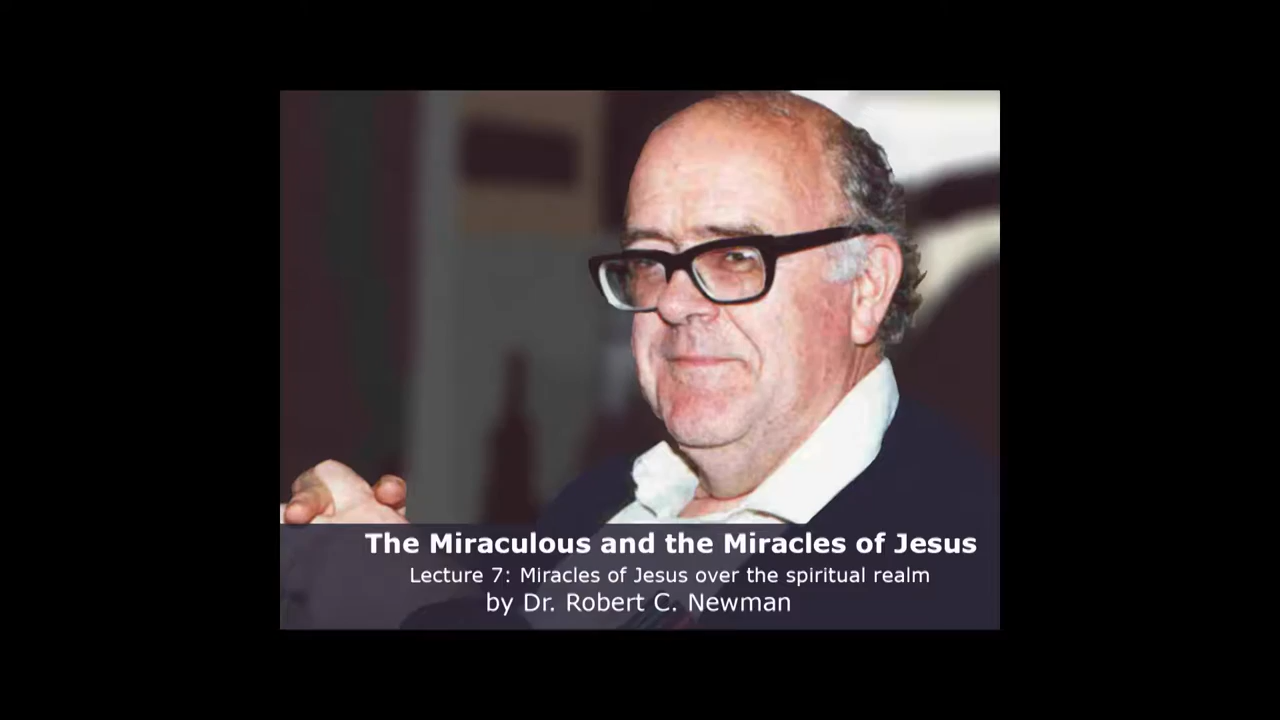 The Miraculous and the Miracles of Jesus
Lecture 7: Miracles of Jesus over the spiritual realm
by Dr. Robert C. Newman